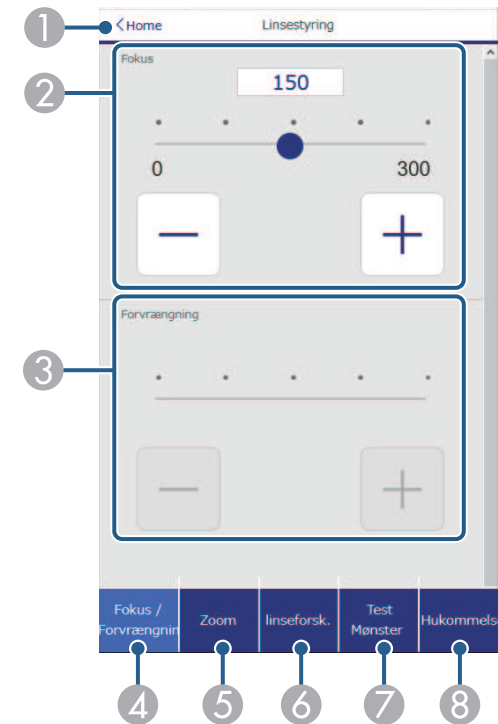 1
<Home
Linsestyring
2
Fokus
150
0
300
− +
3
Forvrængning
− +
Fokus /
Forvrængnin
Zoom
linseforsk.
Test
Mønster
Hukommels
4
5
6
7
8